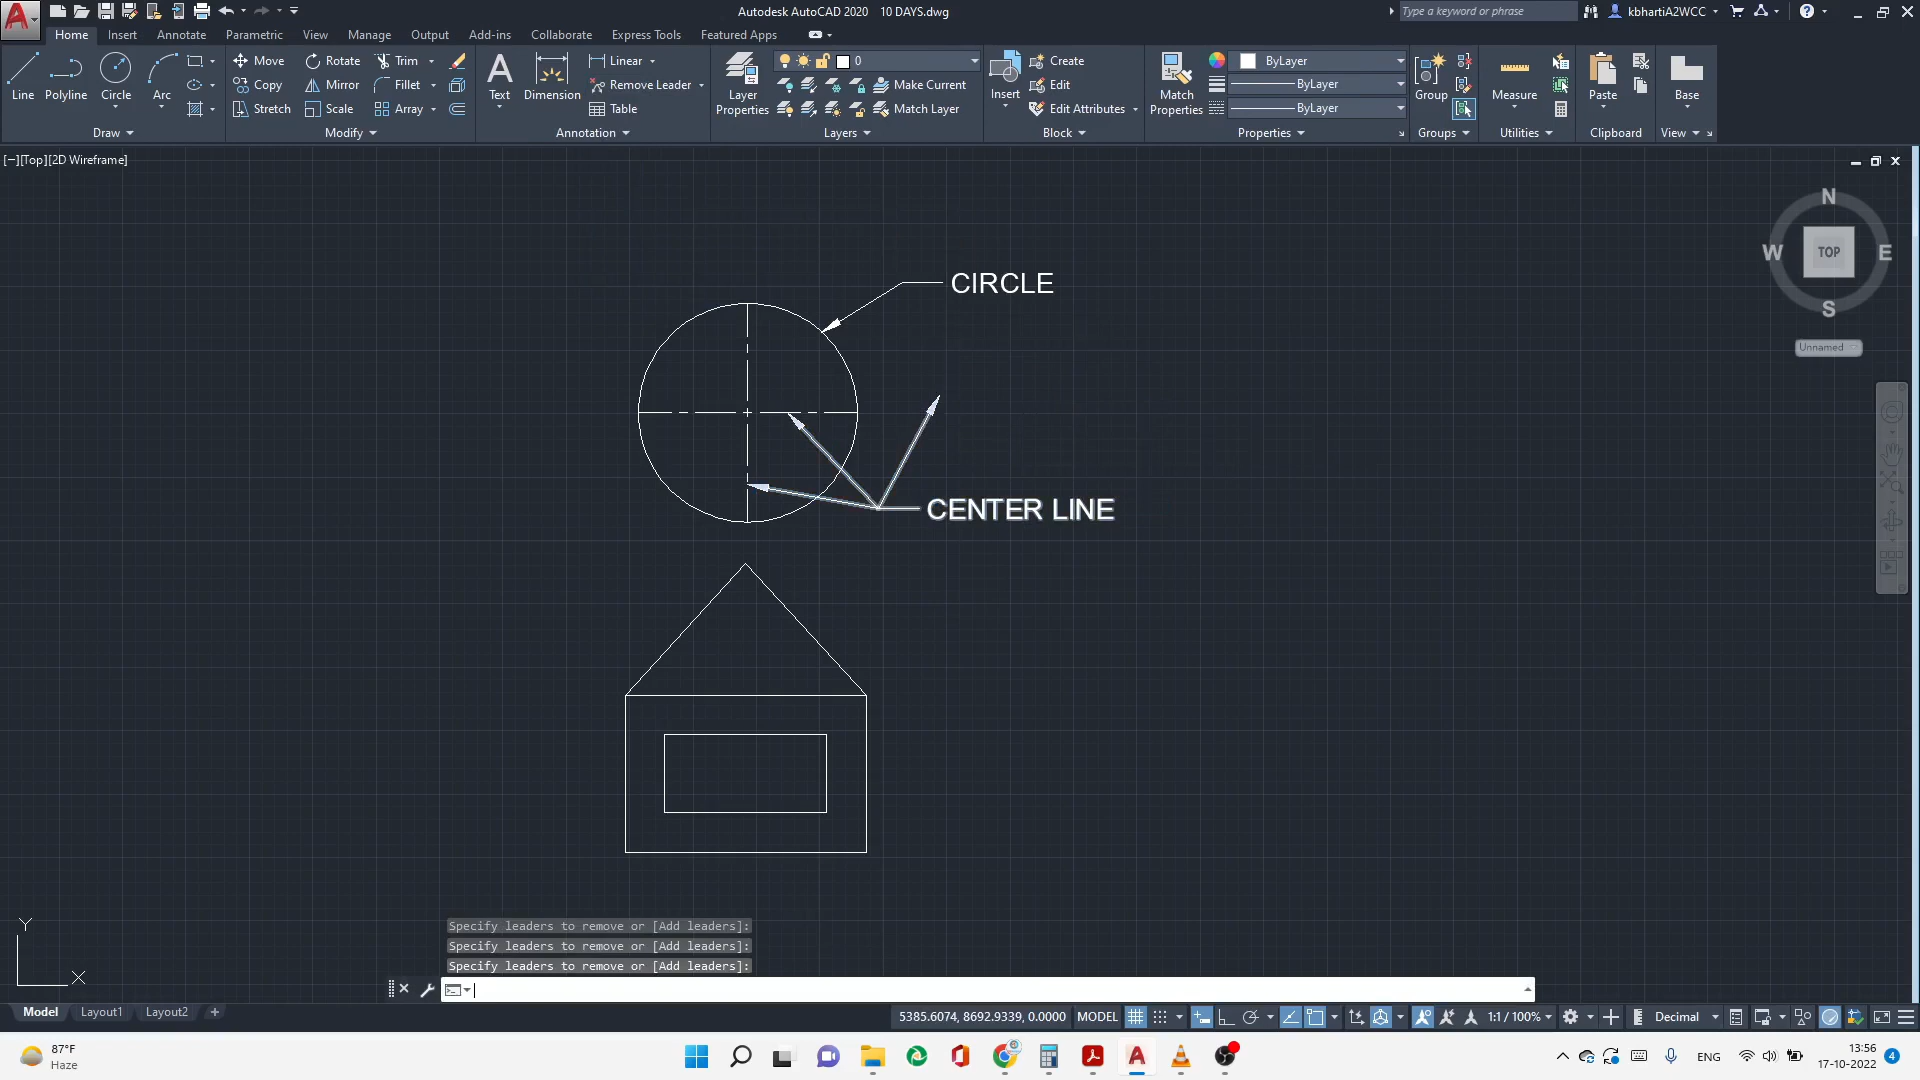 Autodesk AutoCAD 2020 10 DAYS.dwg
Type a keyword or phrase
kbhartiA2WCC
Home Insert Annotate Parametric View Manage Output Add-ins Collaborate Express Tools Featured Apps
Line Polyline Circle Arc
Move Rotate Trim
Copy Mirror Fillet
Stretch Scale Array
Text Dimension
Linear
Remove Leader
Table
Layer Properties
0
Make Current
Match Layer
Insert
Create
Edit
Edit Attributes
Match Properties
ByLayer
ByLayer
ByLayer
Group
Measure
Paste
Base
Draw Modify Annotation Layers Block Properties Groups Utilities Clipboard View
[−][Top][2D Wireframe]
N
W TOP E
S
Unnamed
CIRCLE
CENTER LINE
Y
X
Specify leaders to remove or [Add leaders]:
Specify leaders to remove or [Add leaders]:
Specify leaders to remove or [Add leaders]:
Model Layout1 Layout2
5385.6074, 8692.9339, 0.0000 MODEL 1:1 / 100% Decimal
87°F
Haze
ENG
13:56
17-10-2022
4